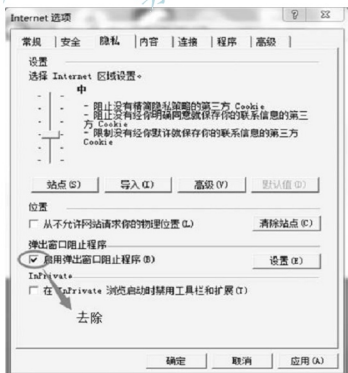 Internet 选项
常规 安全 隐私 内容 连接 程序 高级
设置
选择 Internet 区域设置。
中
- 阻止没有精简隐私策略的第三方 Cookie
- 阻止没有经你明确同意就保存你的联系信息的第三
方 Cookie
- 限制没有经你默许就保存你的联系信息的第三方
Cookie
站点(S) 导入(I) 高级(V) 默认值(D)
位置
从不允许网站请求你的物理位置(L) 清除站点(C)
弹出窗口阻止程序
启用弹出窗口阻止程序(B) 设置(E)
InPrivate
在 InPrivate 浏览启动时禁用工具栏和扩展(T)
去除
确定 取消 应用(A)